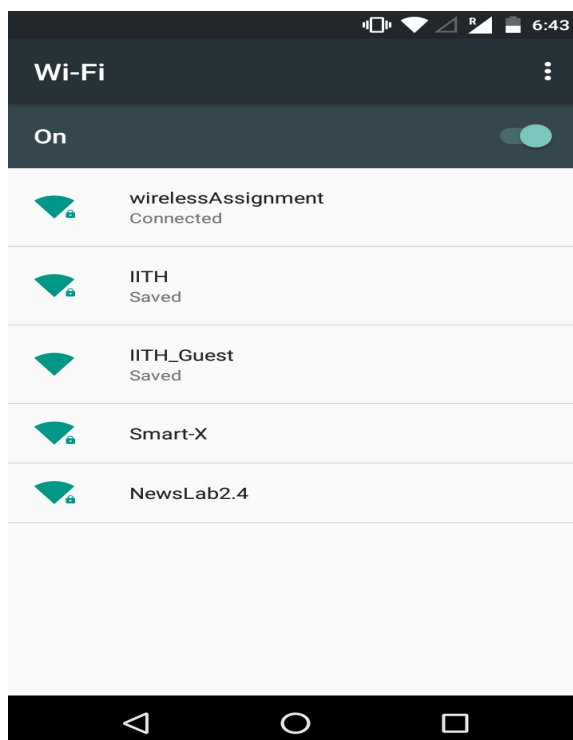 R 6:43
Wi-Fi
On
wirelessAssignment
Connected
IITH
Saved
IITH_Guest
Saved
Smart-X
NewsLab2.4